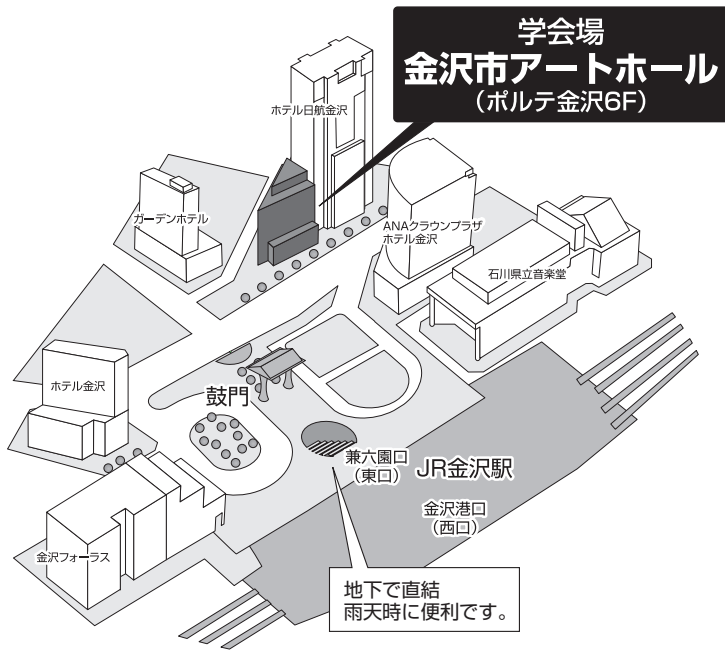 学会場
金沢市アートホール
（ポルテ金沢6F）
ホテル日航金沢
ガーデンホテル
ANAクラウンプラザ
ホテル金沢
石川県立音楽堂
ホテル金沢
鼓門
兼六園口
（東口）
JR金沢駅
金沢港口
（西口）
金沢フォーラス
地下で直結
雨天時に便利です。